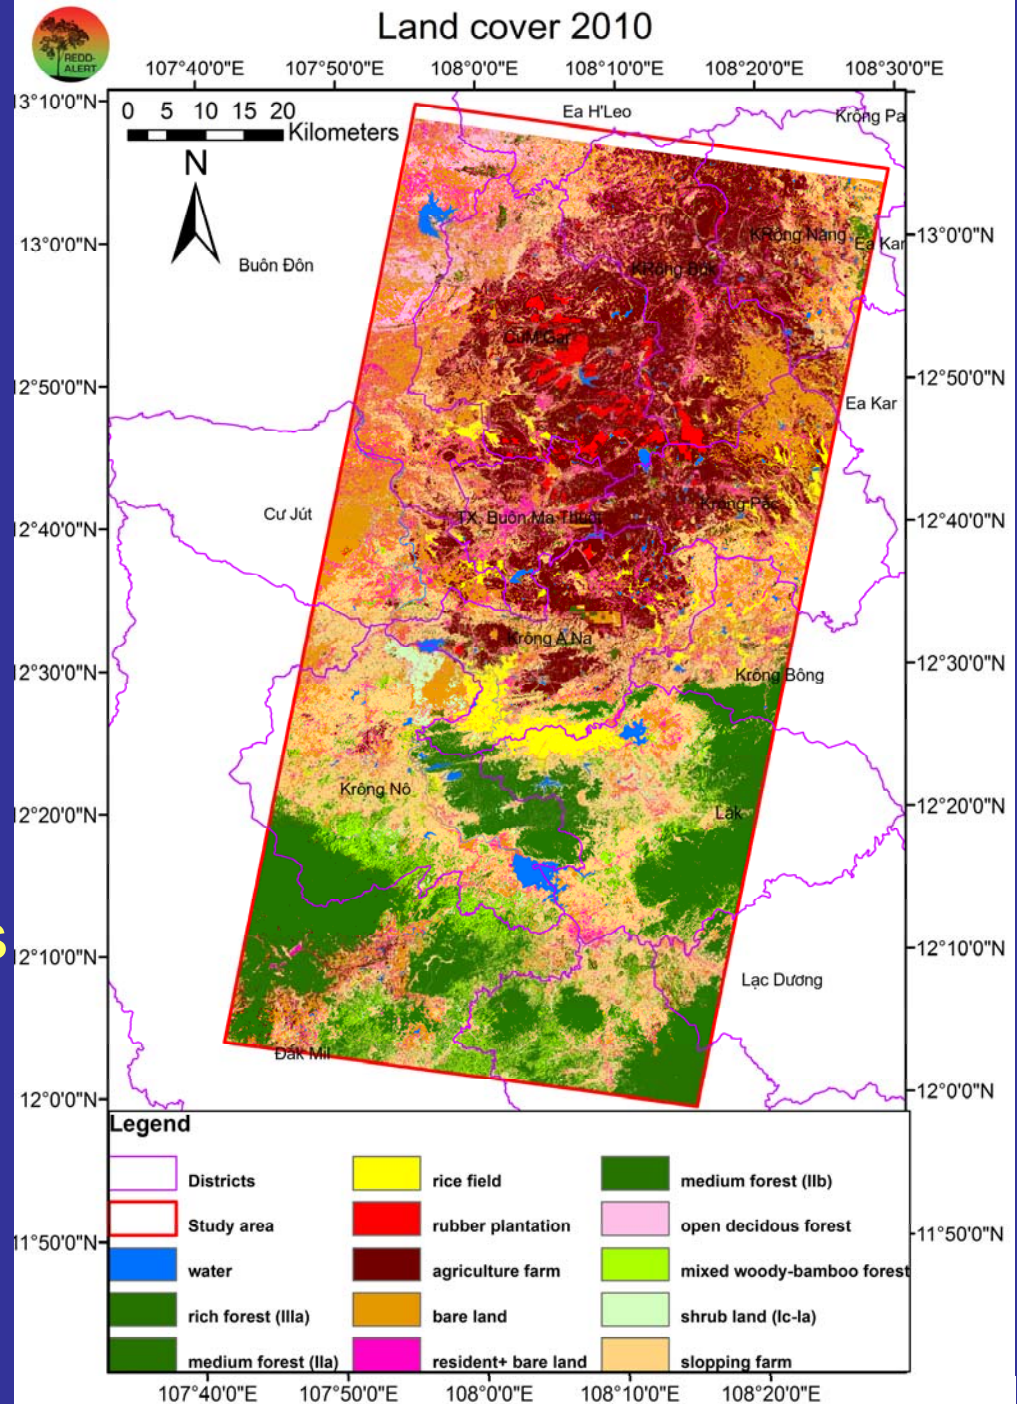 Land cover 2010
REDD-
ALERT
107°40'0"E 107°50'0"E 108°0'0"E 108°10'0"E 108°20'0"E 108°30'0"E
13°10'0"N
0 5 10 15 20
Kilometers
N
Ea H'Leo
Krông Pa
13°0'0"N
Buôn Đôn
KRông Năng
Ea Kar
13°0'0"N
KRông Búk
CưM'Gar
12°50'0"N
12°50'0"N
Ea Kar
Cư Jút
TX. Buôn Ma Thuột
Krông Pắc
12°40'0"N
12°40'0"N
Krông A Na
12°30'0"N
12°30'0"N
Krông Bông
Krông Nô
Lăk
12°20'0"N
12°20'0"N
S
12°10'0"N
12°10'0"N
Lạc Dương
Đắk Mil
12°0'0"N
12°0'0"N
Legend
Districts
rice field
medium forest (IIb)
Study area
rubber plantation
open decidous forest
11°50'0"N
11°50'0"N
water
agriculture farm
mixed woody-bamboo forest
rich forest (IIIa)
bare land
shrub land (Ic-Ia)
medium forest (IIa)
resident+ bare land
slopping farm
107°40'0"E 107°50'0"E 108°0'0"E 108°10'0"E 108°20'0"E